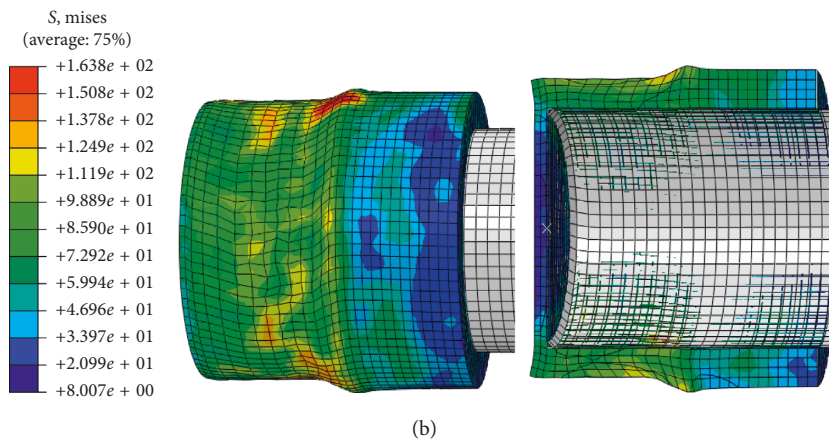 S, mises
(average: 75%)
+1.638e + 02
+1.508e + 02
+1.378e + 02
+1.249e + 02
+1.119e + 02
+9.889e + 01
+8.590e + 01
+7.292e + 01
+5.994e + 01
+4.696e + 01
+3.397e + 01
+2.099e + 01
+8.007e + 00
(b)